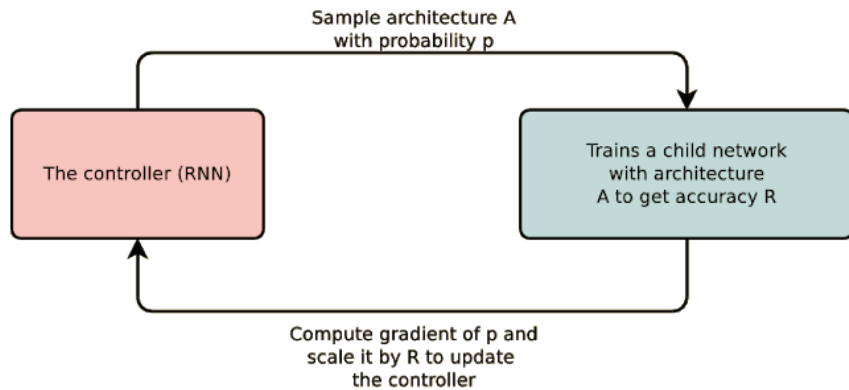 Sample architecture A
with probability p
The controller (RNN)
Trains a child network
with architecture
A to get accuracy R
Compute gradient of p and
scale it by R to update
the controller